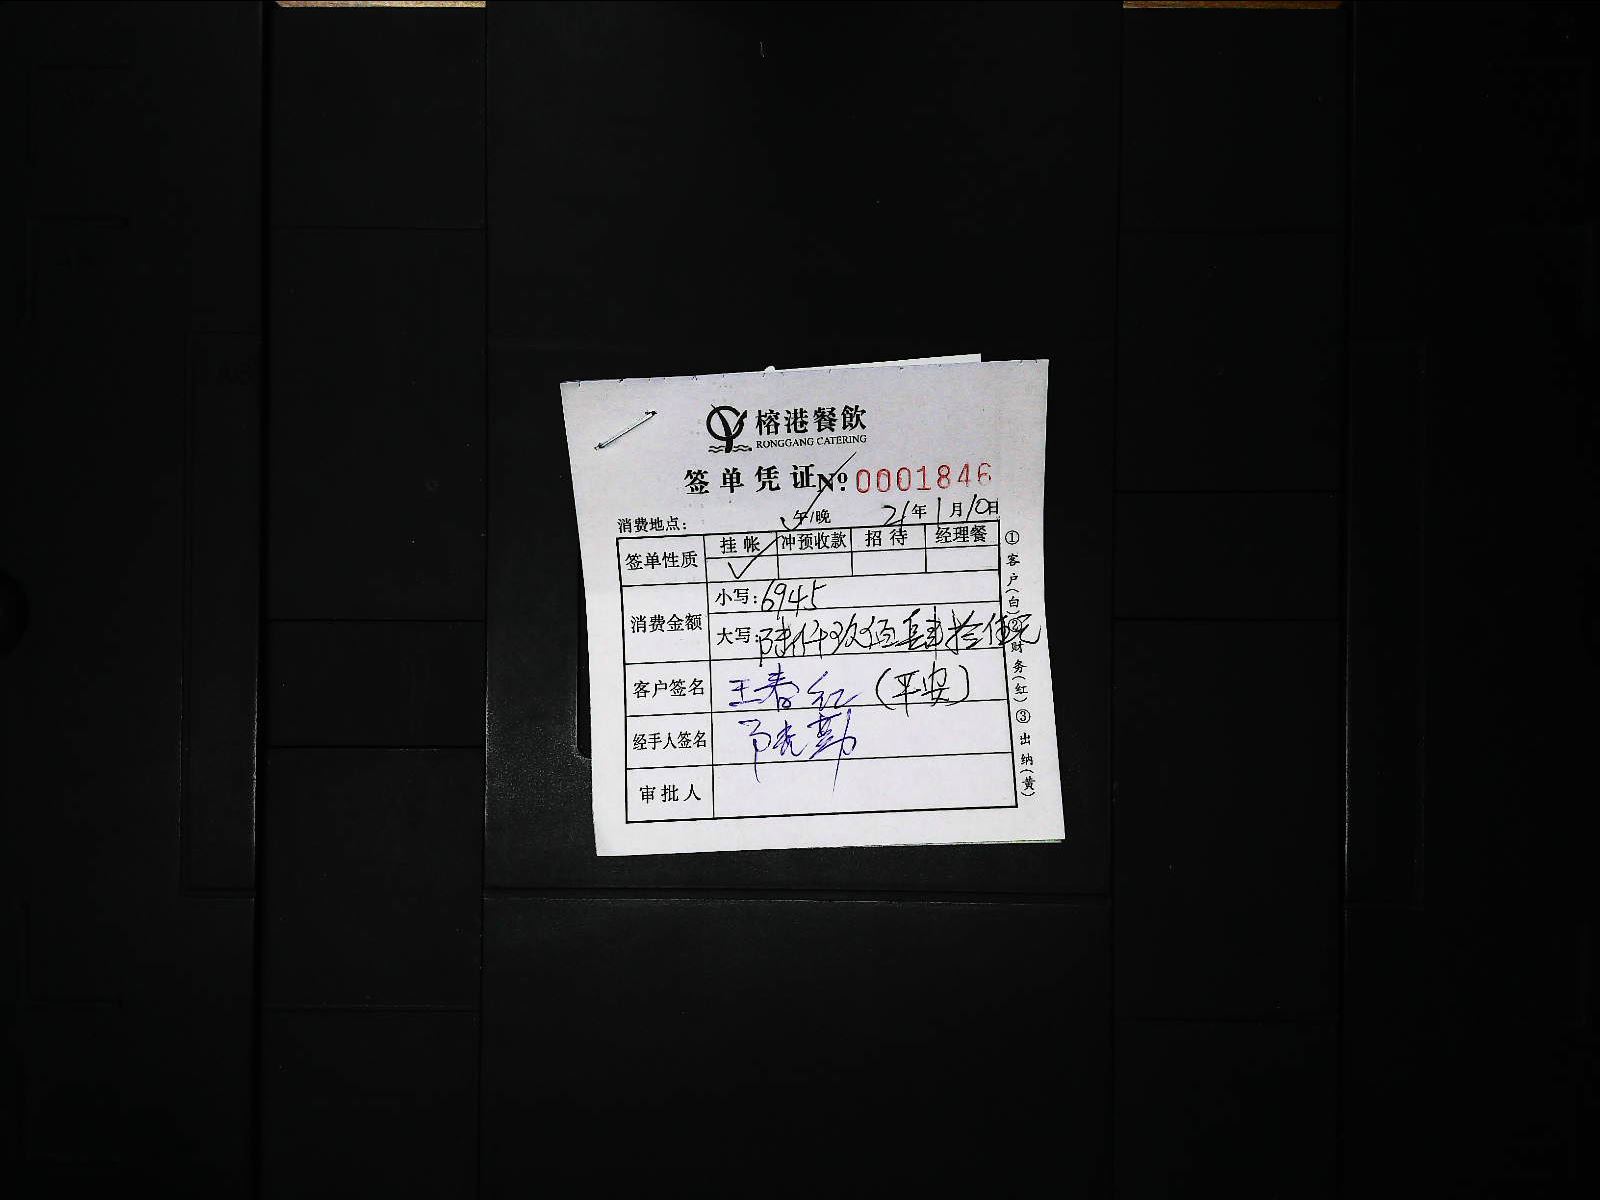 榕港餐飲
RONGGANG CATERING
签单凭证 №.0001846
消费地点: 午/晚 21年1月10日
签单性质 挂帐 冲预收款 招待 经理餐
✓
消费金额 小写:6945
大写:陆仟玖佰肆拾伍元
客户签名 王春红(平安)
经手人签名
审批人
①客户(白)②财务(红)③出纳(黄)